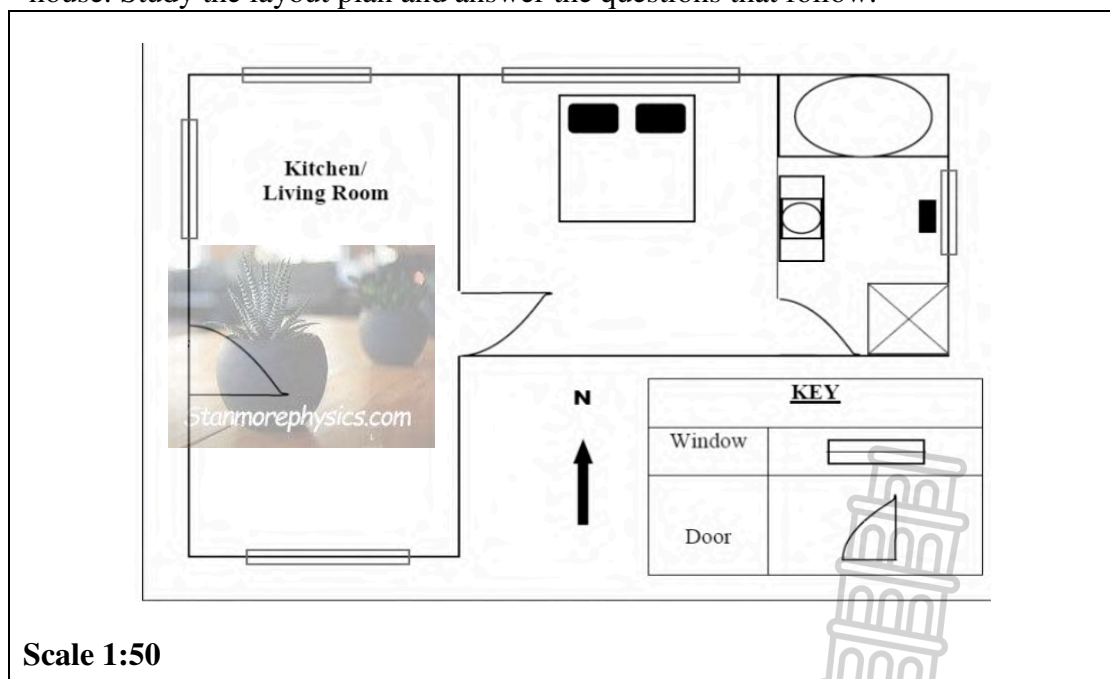 house. Study the layout plan and answer the questions that follow.
Kitchen/
Living Room
Stanmorephysics.com
N
KEY
Window
Door
Scale 1:50